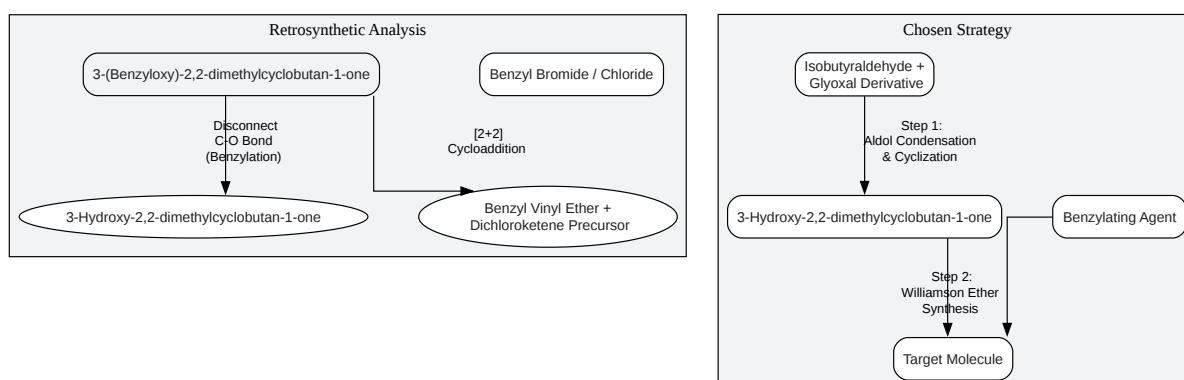 Retrosynthetic Analysis
3-(Benzyloxy)-2,2-dimethylcyclobutan-1-one
Benzyl Bromide / Chloride
Disconnect
C-O Bond
(Benzylation)
[2+2]
Cycloaddition
3-Hydroxy-2,2-dimethylcyclobutan-1-one
Benzyl Vinyl Ether +
Dichloroketene Precursor
Chosen Strategy
Isobutyraldehyde +
Glyoxal Derivative
Step 1:
Aldol Condensation
& Cyclization
3-Hydroxy-2,2-dimethylcyclobutan-1-one
Benzylating Agent
Step 2:
Williamson Ether
Synthesis
Target Molecule